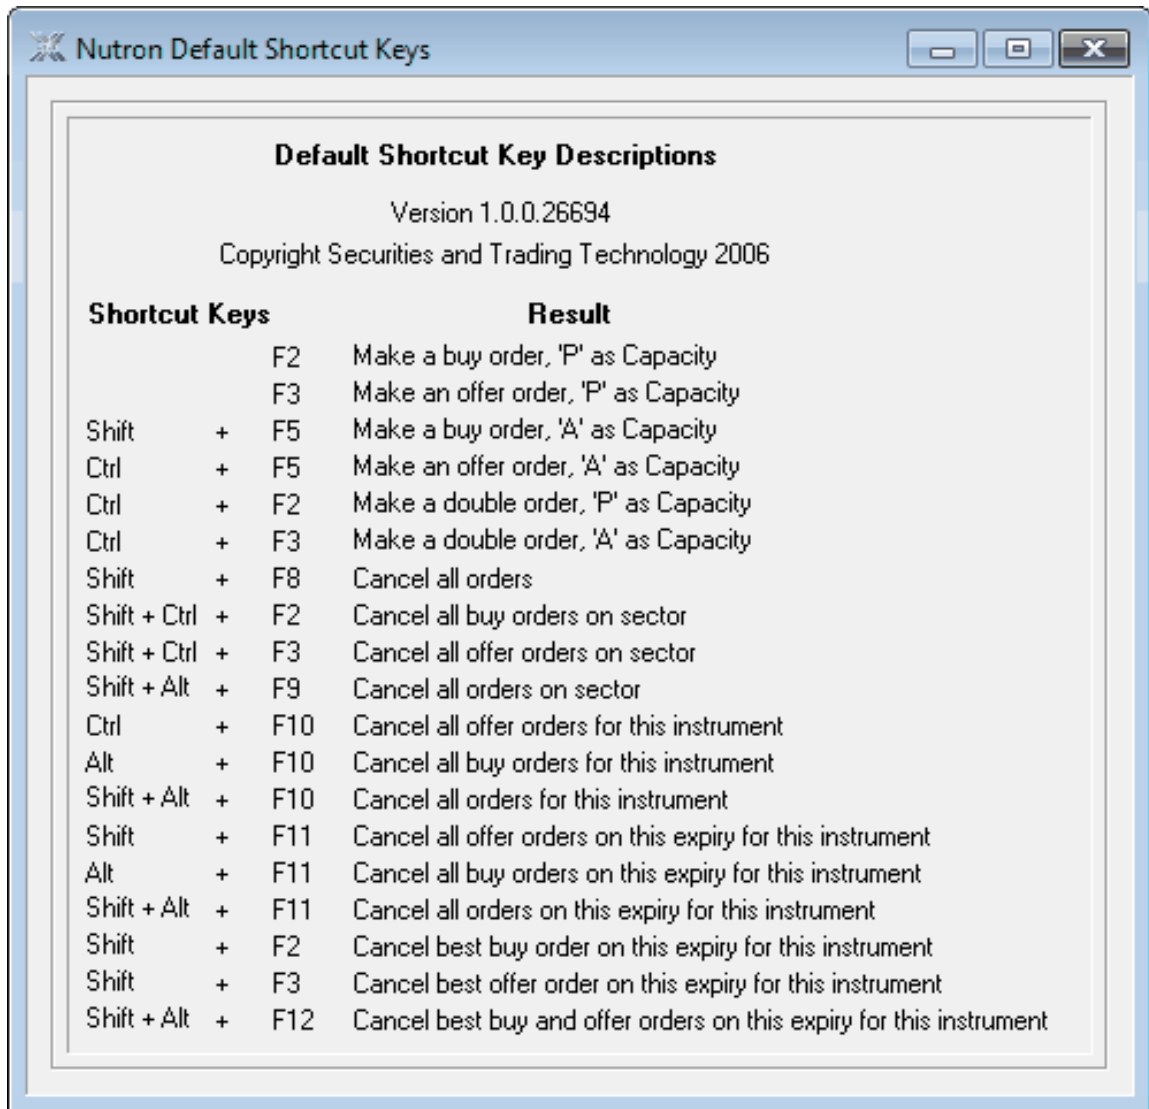 Nutron Default Shortcut Keys
Default Shortcut Key Descriptions
Version 1.0.0.26694
Copyright Securities and Trading Technology 2006
Shortcut Keys Result
F2 Make a buy order, 'P' as Capacity
F3 Make an offer order, 'P' as Capacity
Shift + F5 Make a buy order, 'A' as Capacity
Ctrl + F5 Make an offer order, 'A' as Capacity
Ctrl + F2 Make a double order, 'P' as Capacity
Ctrl + F3 Make a double order, 'A' as Capacity
Shift + F8 Cancel all orders
Shift + Ctrl + F2 Cancel all buy orders on sector
Shift + Ctrl + F3 Cancel all offer orders on sector
Shift + Alt + F9 Cancel all orders on sector
Ctrl + F10 Cancel all offer orders for this instrument
Alt + F10 Cancel all buy orders for this instrument
Shift + Alt + F10 Cancel all orders for this instrument
Shift + F11 Cancel all offer orders on this expiry for this instrument
Alt + F11 Cancel all buy orders on this expiry for this instrument
Shift + Alt + F11 Cancel all orders on this expiry for this instrument
Shift + F2 Cancel best buy order on this expiry for this instrument
Shift + F3 Cancel best offer order on this expiry for this instrument
Shift + Alt + F12 Cancel best buy and offer orders on this expiry for this instrument